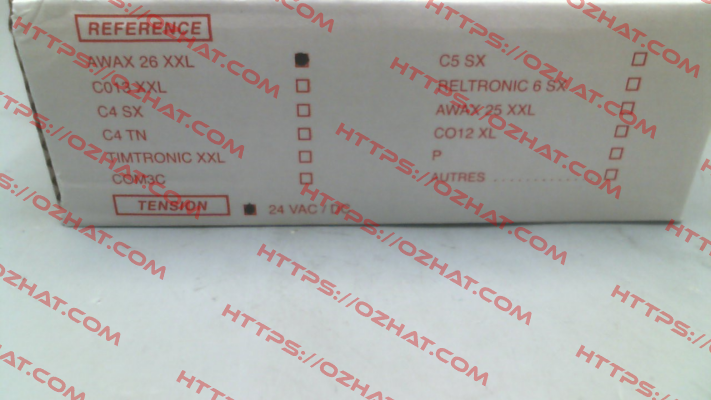 REFERENCE
AWAX 26 XXL
C013 XXL
C4 SX
C4 TN
TIMTRONIC XXL
COM3C
C5 SX
RELTRONIC 6 SX
AWAX 25 XXL
CO12 XL
P
AUTRES
TENSION
24 VAC / DC
HTTPS://OZHAT.COM